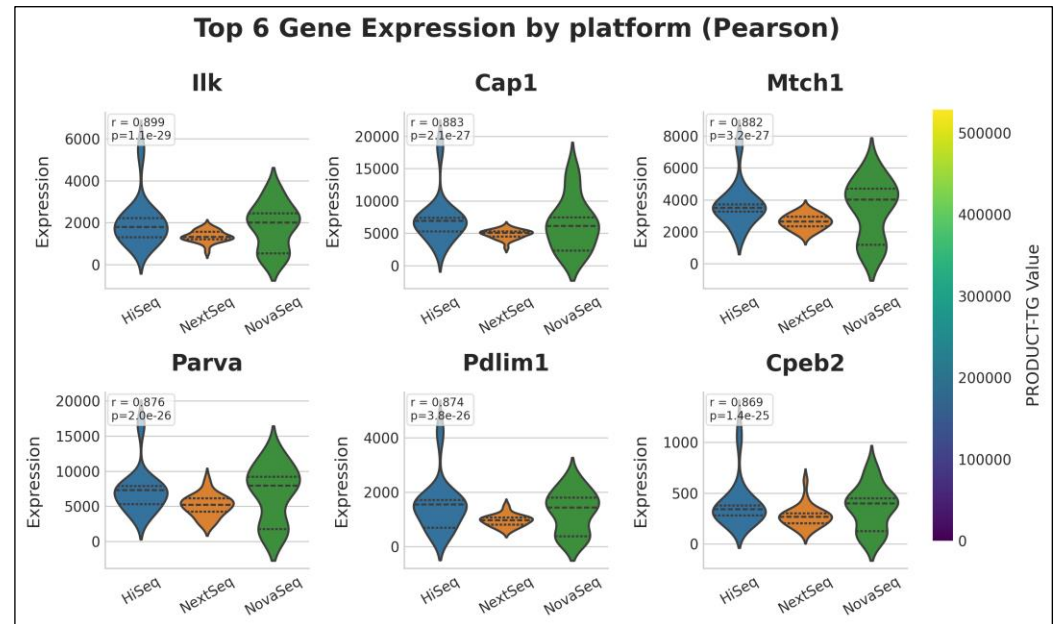 Top 6 Gene Expression by platform (Pearson)
Ilk
Cap1
Mtch1
r = 0.899
p=1.1e-29
r = 0.883
p=2.1e-27
r = 0.882
p=3.2e-27
Expression
6000
4000
2000
0
Expression
20000
15000
10000
5000
0
Expression
8000
6000
4000
2000
0
HiSeq
NextSeq
NovaSeq
HiSeq
NextSeq
NovaSeq
HiSeq
NextSeq
NovaSeq
Parva
Pdlim1
Cpeb2
r = 0.876
p=2.0e-26
r = 0.874
p=3.8e-26
r = 0.869
p=1.4e-25
Expression
20000
15000
10000
5000
0
Expression
4000
2000
0
Expression
1000
500
0
HiSeq
NextSeq
NovaSeq
HiSeq
NextSeq
NovaSeq
HiSeq
NextSeq
NovaSeq
500000
400000
300000
200000
100000
0
PRODUCT-TG Value